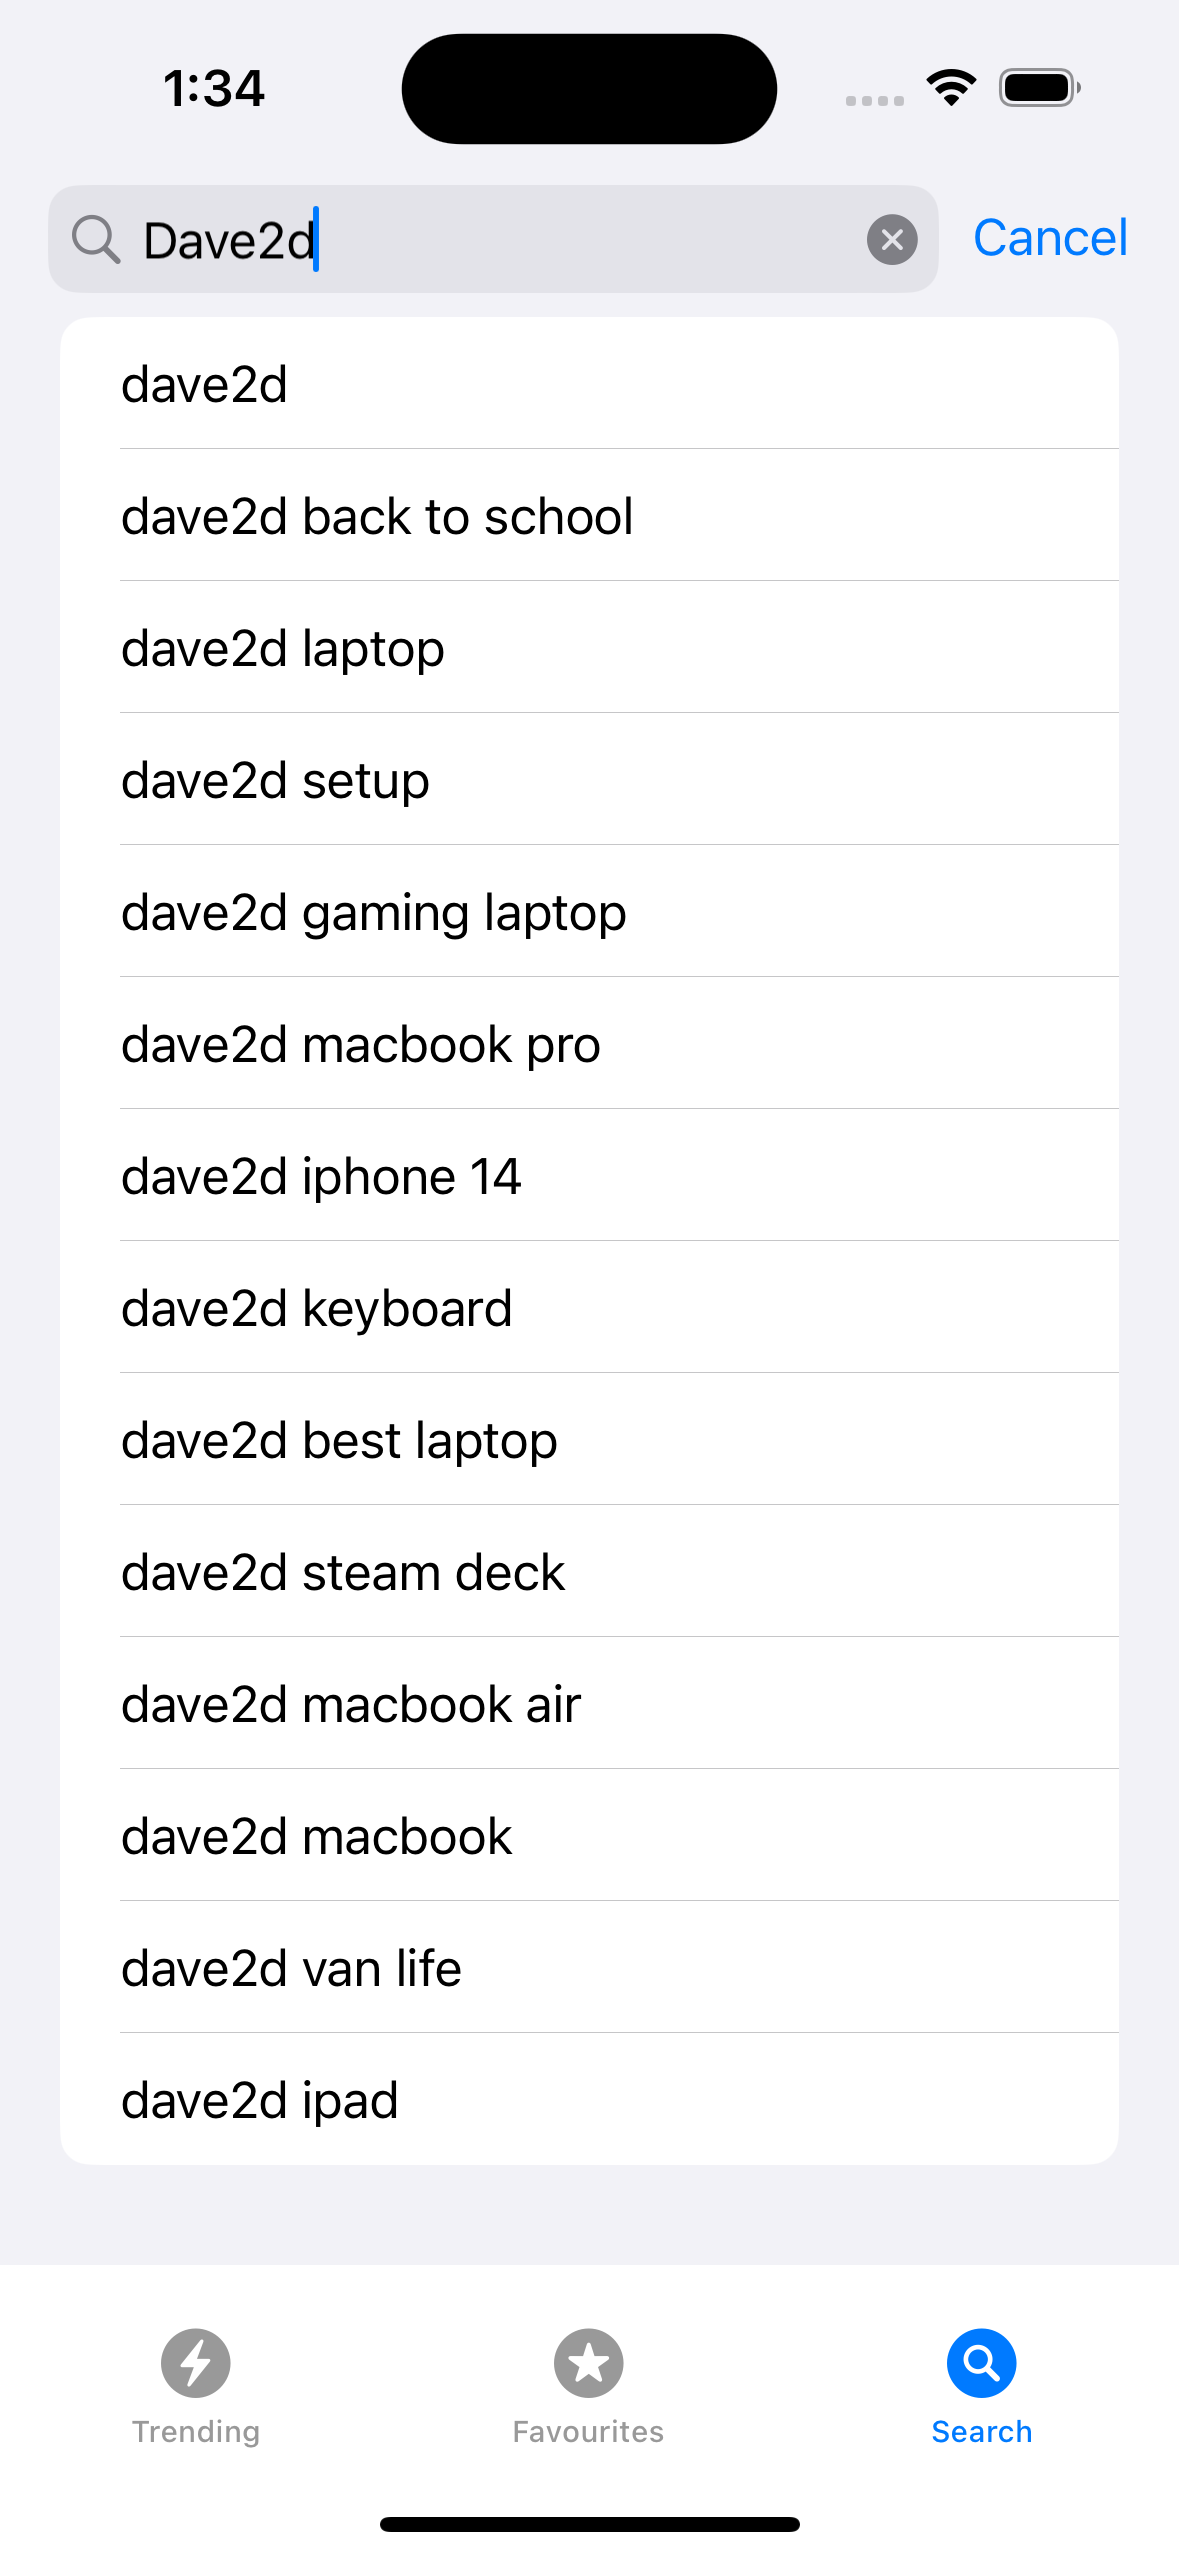 1:34
Dave2d
Cancel
dave2d
dave2d back to school
dave2d laptop
dave2d setup
dave2d gaming laptop
dave2d macbook pro
dave2d iphone 14
dave2d keyboard
dave2d best laptop
dave2d steam deck
dave2d macbook air
dave2d macbook
dave2d van life
dave2d ipad
Trending
Favourites
Search